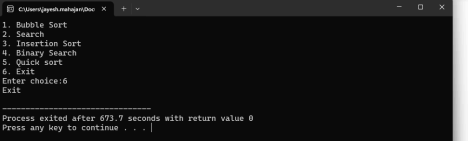 C:\Users\jayesh.mahajan\Doc
1. Bubble Sort
2. Search
3. Insertion Sort
4. Binary Search
5. Quick sort
6. Exit
Enter choice:6
Exit
--------------------------------
Process exited after 673.7 seconds with return value 0
Press any key to continue . . .